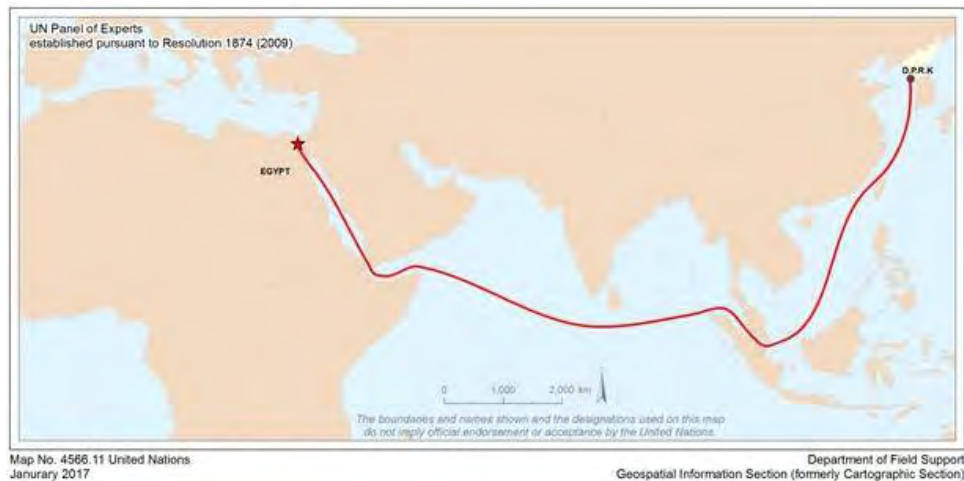 UN Panel of Experts
established pursuant to Resolution 1874 (2009)
D.P.R.K
EGYPT
0 1,000 2,000 km
The boundaries and names shown and the designations used on this map
do not imply official endorsement or acceptance by the United Nations.
Map No. 4566.11 United Nations
Janurary 2017
Department of Field Support
Geospatial Information Section (formerly Cartographic Section)